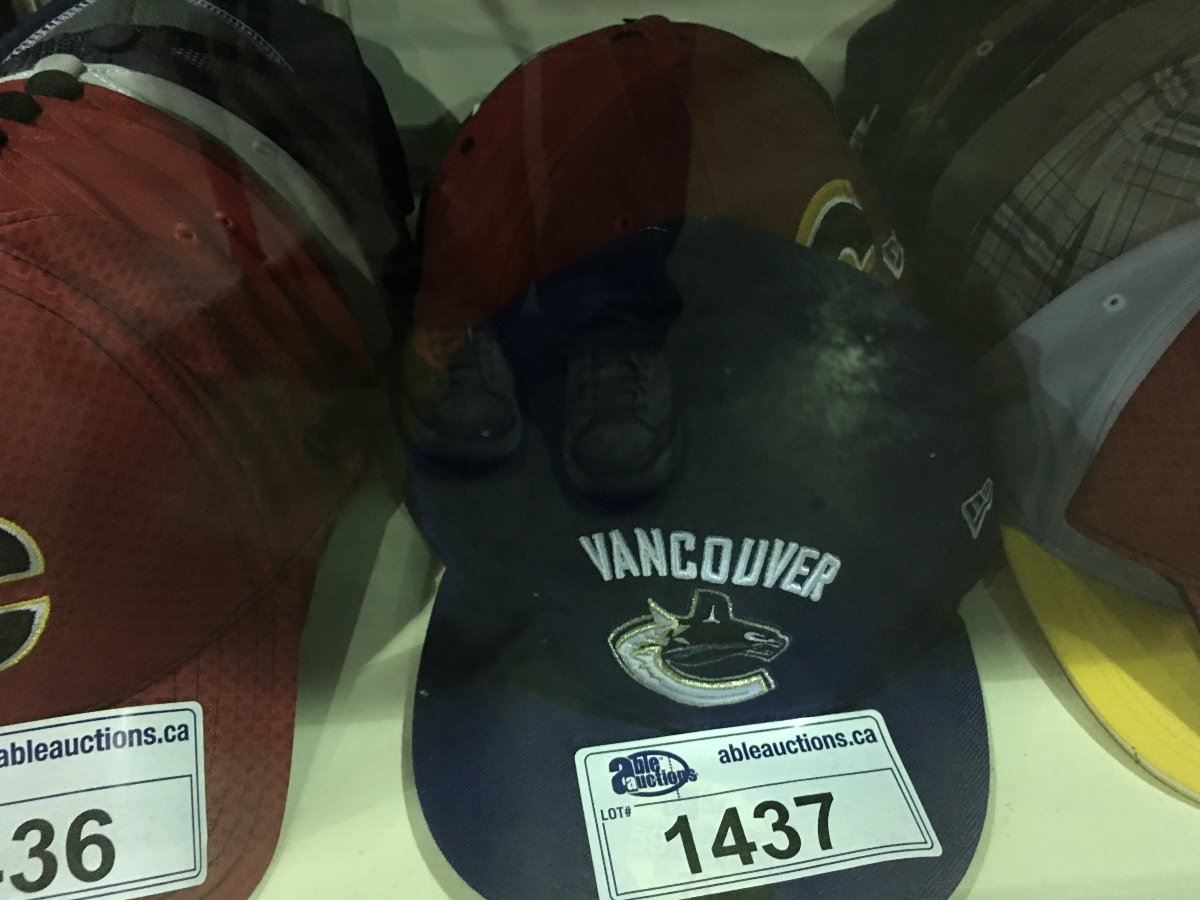 VANCOUVER
ableauctions.ca
36
able auctions
ableauctions.ca
LOT#
1437